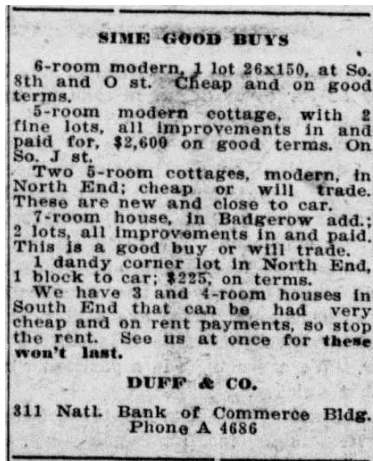 SIME GOOD BUYS
6-room modern, 1 lot 26x150, at So.
8th and O st. Cheap and on good
terms.
5-room modern cottage, with 2
fine lots, all improvements in and
paid for, $2,600 on good terms. On
So. J st.
Two 5-room cottages, modern, in
North End; cheap or will trade.
These are new and close to car.
7-room house, in Badgerow add.;
2 lots, all improvements in and paid.
This is a good buy or will trade.
1 dandy corner lot in North End,
1 block to car; $225, on terms.
We have 3 and 4-room houses in
South End that can be had very
cheap and on rent payments, so stop
the rent. See us at once for these
won't last.
DUFF & CO.
311 Natl. Bank of Commerce Bldg.
Phone A 4686